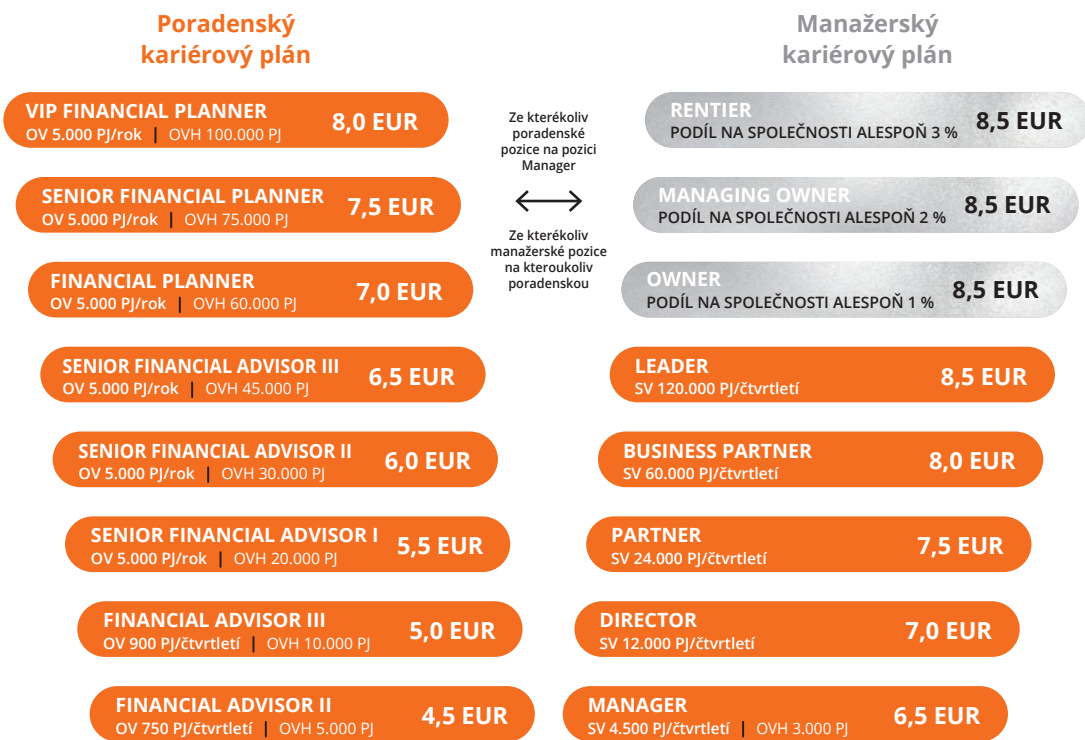 Poradenský
kariérový plán
VIP FINANCIAL PLANNER
OV 5.000 PJ/rok | OVH 100.000 PJ
8,0 EUR
SENIOR FINANCIAL PLANNER
OV 5.000 PJ/rok | OVH 75.000 PJ
7,5 EUR
FINANCIAL PLANNER
OV 5.000 PJ/rok | OVH 60.000 PJ
7,0 EUR
SENIOR FINANCIAL ADVISOR III
OV 5.000 PJ/rok | OVH 45.000 PJ
6,5 EUR
SENIOR FINANCIAL ADVISOR II
OV 5.000 PJ/rok | OVH 30.000 PJ
6,0 EUR
SENIOR FINANCIAL ADVISOR I
OV 5.000 PJ/rok | OVH 20.000 PJ
5,5 EUR
FINANCIAL ADVISOR III
OV 900 PJ/čtvrtletí | OVH 10.000 PJ
5,0 EUR
FINANCIAL ADVISOR II
OV 750 PJ/čtvrtletí | OVH 5.000 PJ
4,5 EUR
Ze kterékoliv
poradenské
pozice na pozici
Manager
Ze kterékoliv
manažerské pozice
na kteroukoliv
poradenskou
Manažerský
kariérový plán
RENTIER
PODÍL NA SPOLEČNOSTI ALESPOŇ 3 %
8,5 EUR
MANAGING OWNER
PODÍL NA SPOLEČNOSTI ALESPOŇ 2 %
8,5 EUR
OWNER
PODÍL NA SPOLEČNOSTI ALESPOŇ 1 %
8,5 EUR
LEADER
SV 120.000 PJ/čtvrtletí
8,5 EUR
BUSINESS PARTNER
SV 60.000 PJ/čtvrtletí
8,0 EUR
PARTNER
SV 24.000 PJ/čtvrtletí
7,5 EUR
DIRECTOR
SV 12.000 PJ/čtvrtletí
7,0 EUR
MANAGER
SV 4.500 PJ/čtvrtletí | OVH 3.000 PJ
6,5 EUR